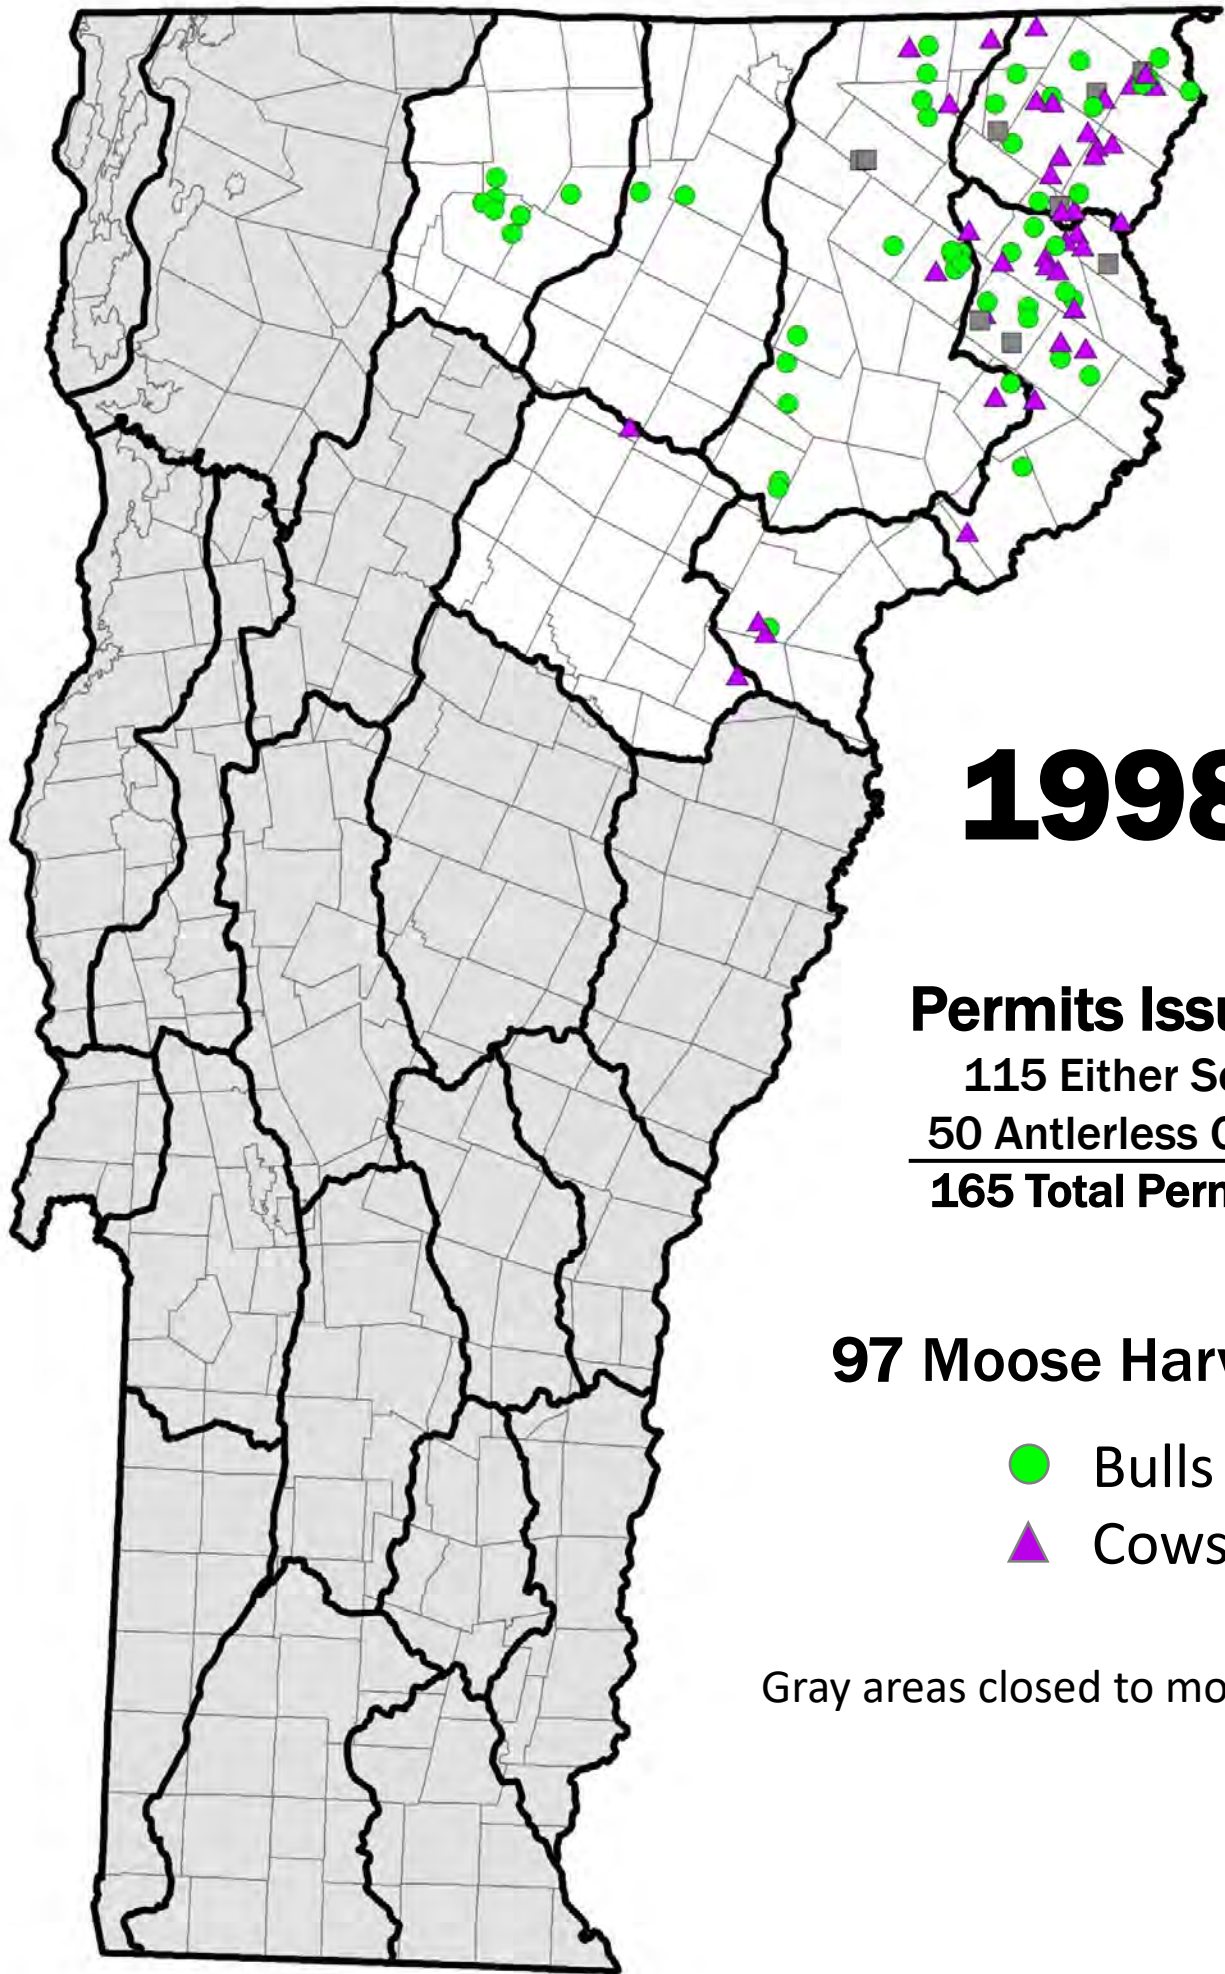 1998
Permits Issu
115 Either Se
50 Antlerless
165 Total Perm
97 Moose Harv
Bulls
Cows
Gray areas closed to mo